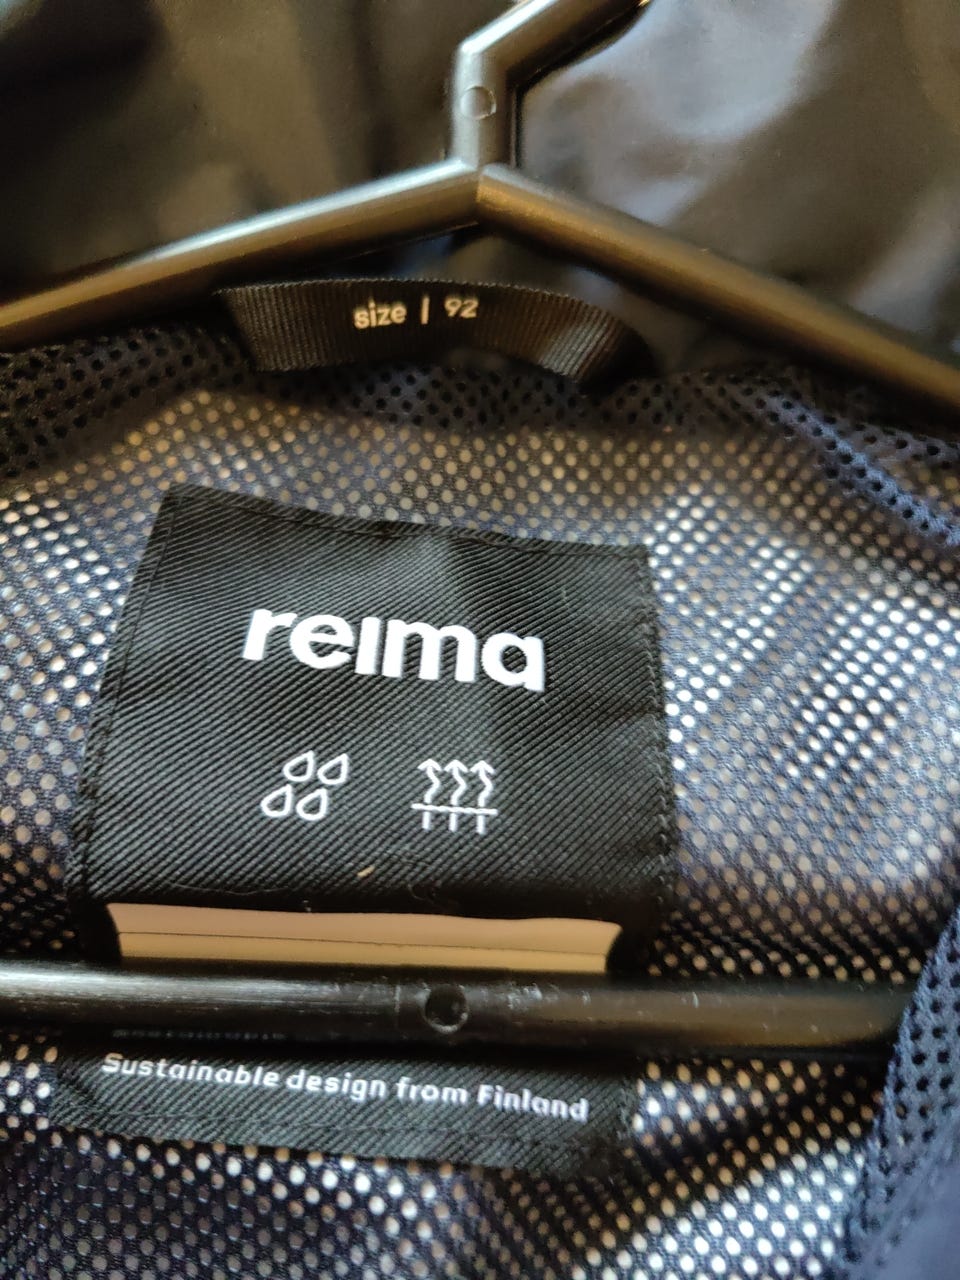 size | 92
reima
Sustainable design from Finland